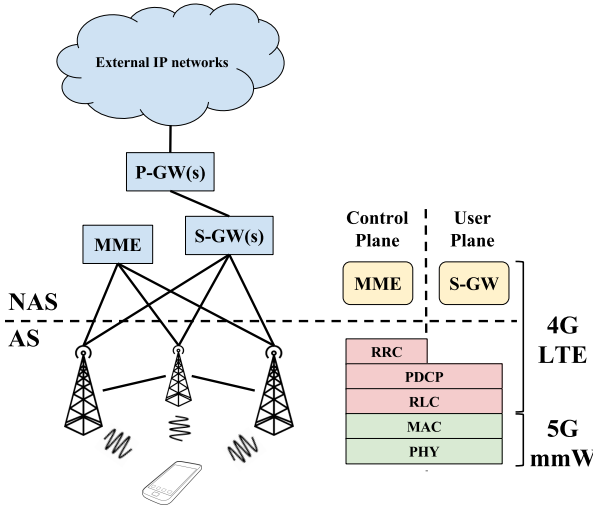 External IP networks
P-GW(s)
MME
S-GW(s)
NAS
AS
Control
Plane
User
Plane
MME
S-GW
RRC
PDCP
RLC
MAC
PHY
4G
LTE
5G
mmW